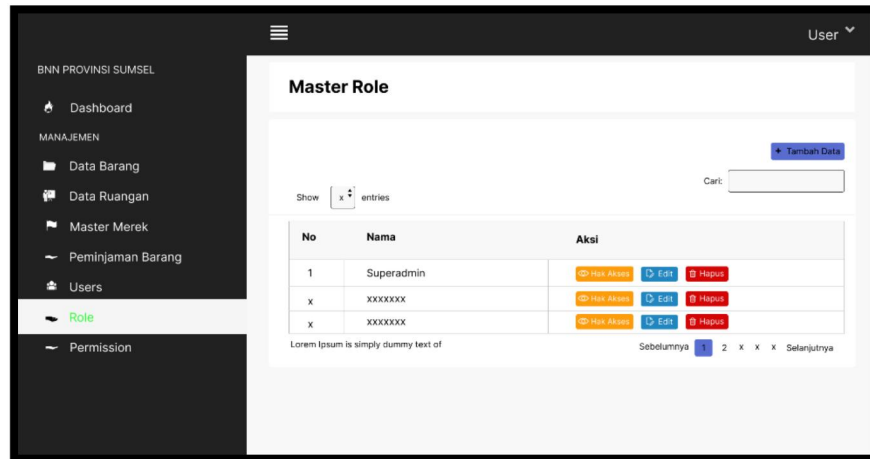 User
BNN PROVINSI SUMSEL
Dashboard
MANAJEMEN
Data Barang
Data Ruangan
Master Merek
Peminjaman Barang
Users
Role
Permission
Master Role
+ Tambah Data
Cari:
Show x entries
No Nama Aksi
1 Superadmin Hak Akses Edit Hapus
x xxxxxxx Hak Akses Edit Hapus
x xxxxxxx Hak Akses Edit Hapus
Lorem Ipsum is simply dummy text of
Sebelumnya 1 2 x x x Selanjutnya